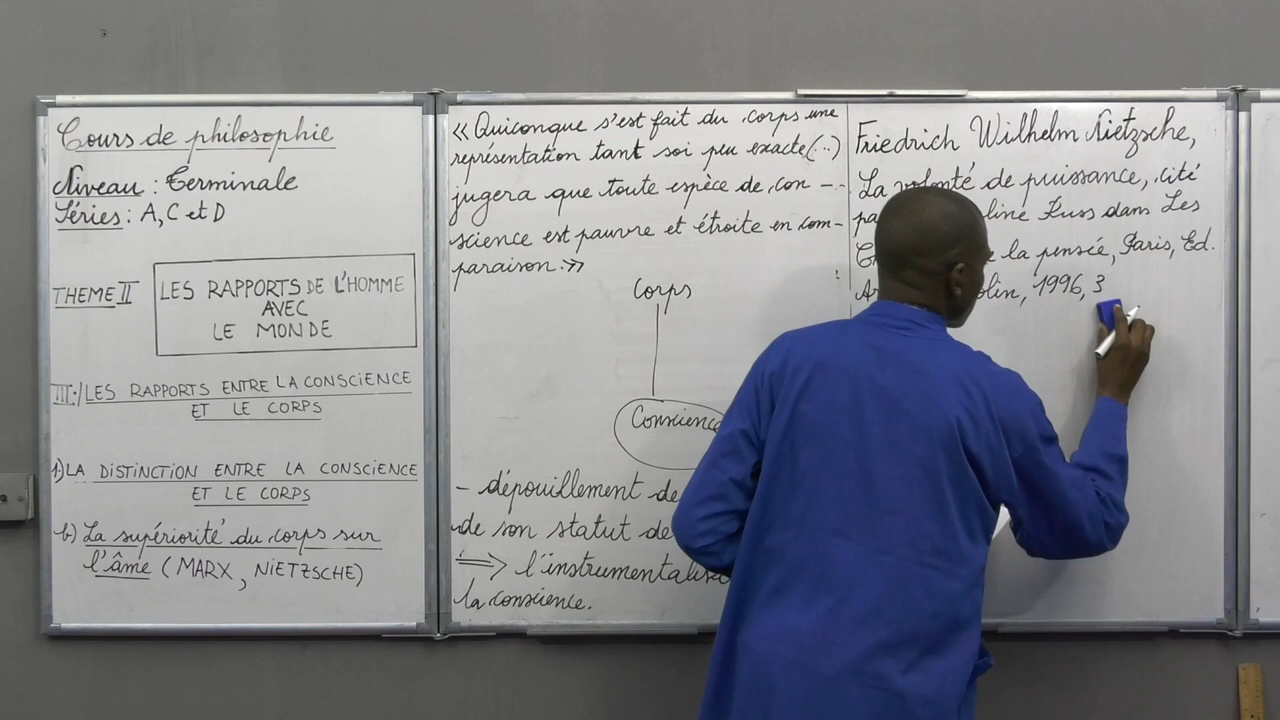 Cours de philosophie
Niveau : Terminale
Séries : A, C et D
THEME II
LES RAPPORTS DE L'HOMME
AVEC
LE MONDE
III:/ LES RAPPORTS ENTRE LA CONSCIENCE
ET LE CORPS
1) LA DISTINCTION ENTRE LA CONSCIENCE
ET LE CORPS
b) La supériorité du corps sur
l'âme (MARX, NIETZSCHE)
« Quiconque s'est fait du corps une
représentation tant soi peu exacte (...)
jugera que toute espèce de con -
science est pauvre et étroite en com-
paraison. »
Corps
Conscience
- dépouillement de
de son statut de
⇒ l'instrumentalis
la conscience.
Friedrich Wilhelm Nietzsche,
La volonté de puissance, cité
dans Les
la pensée, Paris, Ed.
1996, 3